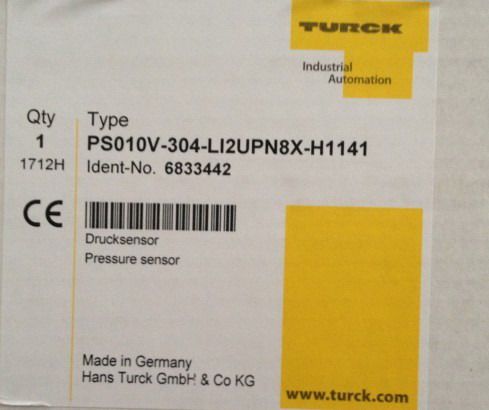 TURCK
Industrial
Automation
Qty
1
1712H
Type
PS010V-304-LI2UPN8X-H1141
Ident-No. 6833442
CE
Drucksensor
Pressure sensor
Made in Germany
Hans Turck GmbH & Co KG
www.turck.com